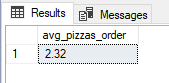 Results Messages
avg_pizzas_order
1 2.32